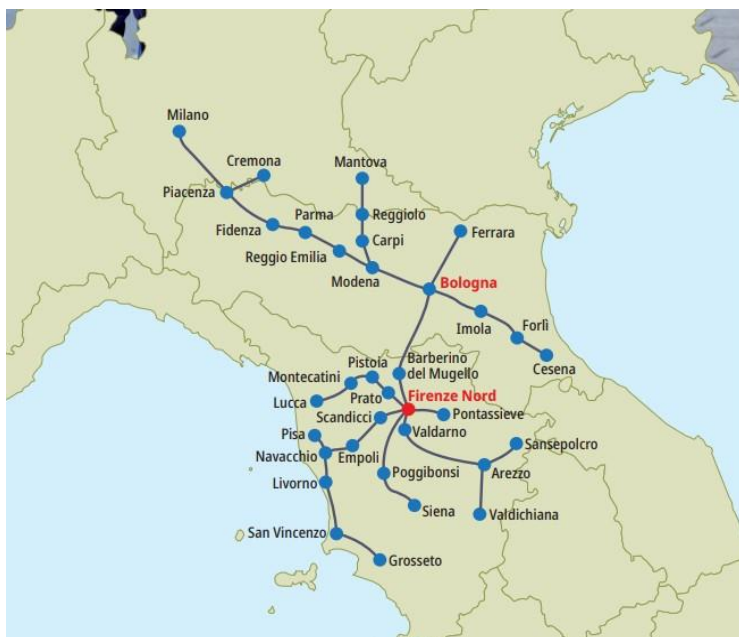 Milano
Cremona
Mantova
Piacenza
Parma
Reggiolo
Fidenza
Ferrara
Carpi
Reggio Emilia
Modena
Bologna
Imola
Forlì
Cesena
Barberino
del Mugello
Pistoia
Montecatini
Prato
Firenze Nord
Lucca
Scandicci
Pontassieve
Pisa
Valdarno
Sansepolcro
Navacchio
Empoli
Poggibonsi
Arezzo
Livorno
Siena
Valdichiana
San Vincenzo
Grosseto